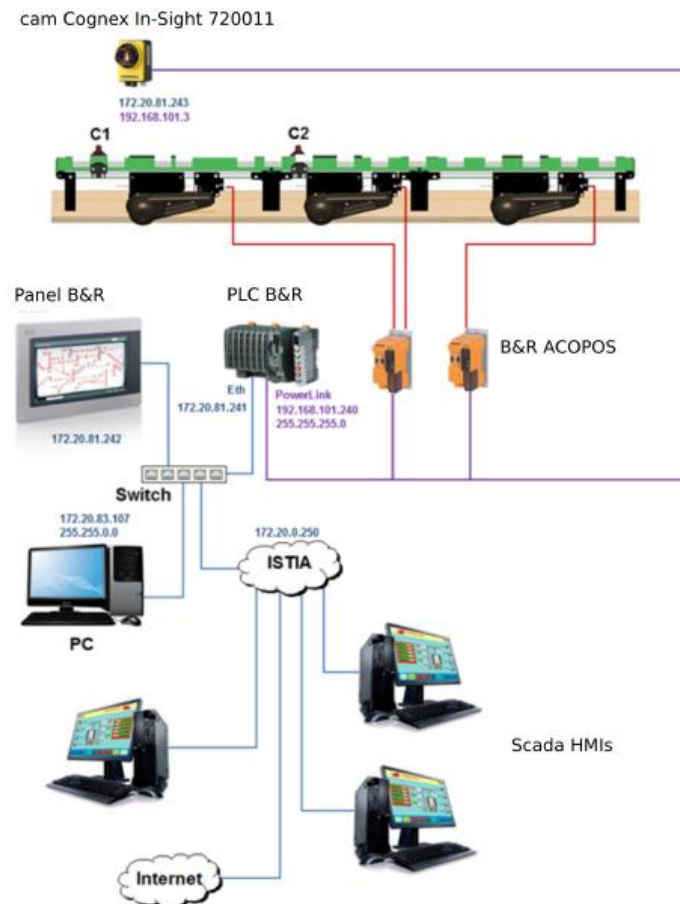 cam Cognex In-Sight 720011
172.20.81.243
192.168.101.3
C1
C2
Panel B&R
PLC B&R
B&R ACOPOS
Eth
172.20.81.241
PowerLink
192.168.101.240
255.255.255.0
172.20.81.242
Switch
172.20.83.107
255.255.0.0
172.20.0.250
ISTIA
PC
Scada HMIs
Internet